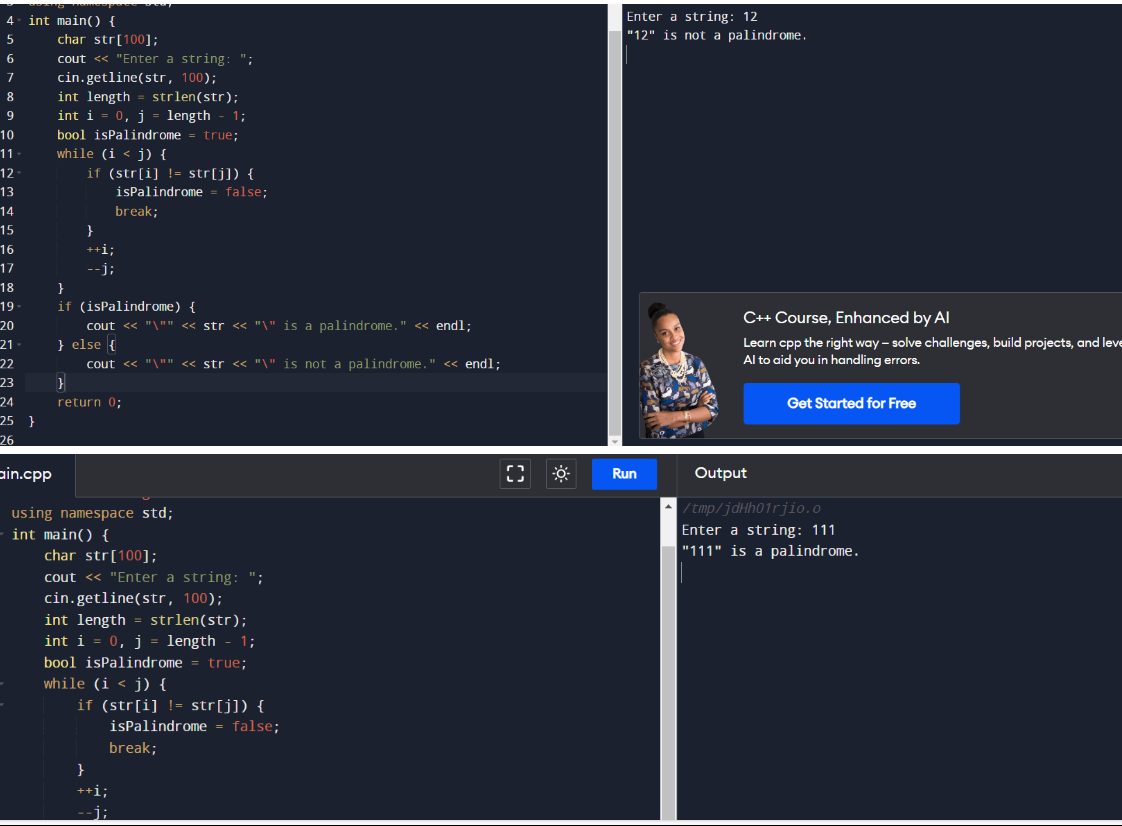 3 using namespace std;
4 int main() {
5 char str[100];
6 cout << "Enter a string: ";
7 cin.getline(str, 100);
8 int length = strlen(str);
9 int i = 0, j = length - 1;
10 bool isPalindrome = true;
11 while (i < j) {
12 if (str[i] != str[j]) {
13 isPalindrome = false;
14 break;
15 }
16 ++i;
17 --j;
18 }
19 if (isPalindrome) {
20 cout << "\"" << str << "\" is a palindrome." << endl;
21 } else {
22 cout << "\"" << str << "\" is not a palindrome." << endl;
23 }
24 return 0;
25 }
26
Enter a string: 12
"12" is not a palindrome.
C++ Course, Enhanced by AI
Learn cpp the right way – solve challenges, build projects, and leve
AI to aid you in handling errors.
Get Started for Free
ain.cpp
Run
Output
using namespace std;
int main() {
char str[100];
cout << "Enter a string: ";
cin.getline(str, 100);
int length = strlen(str);
int i = 0, j = length - 1;
bool isPalindrome = true;
while (i < j) {
if (str[i] != str[j]) {
isPalindrome = false;
break;
}
++i;
--j;
/tmp/jdHhO1rjio.o
Enter a string: 111
"111" is a palindrome.